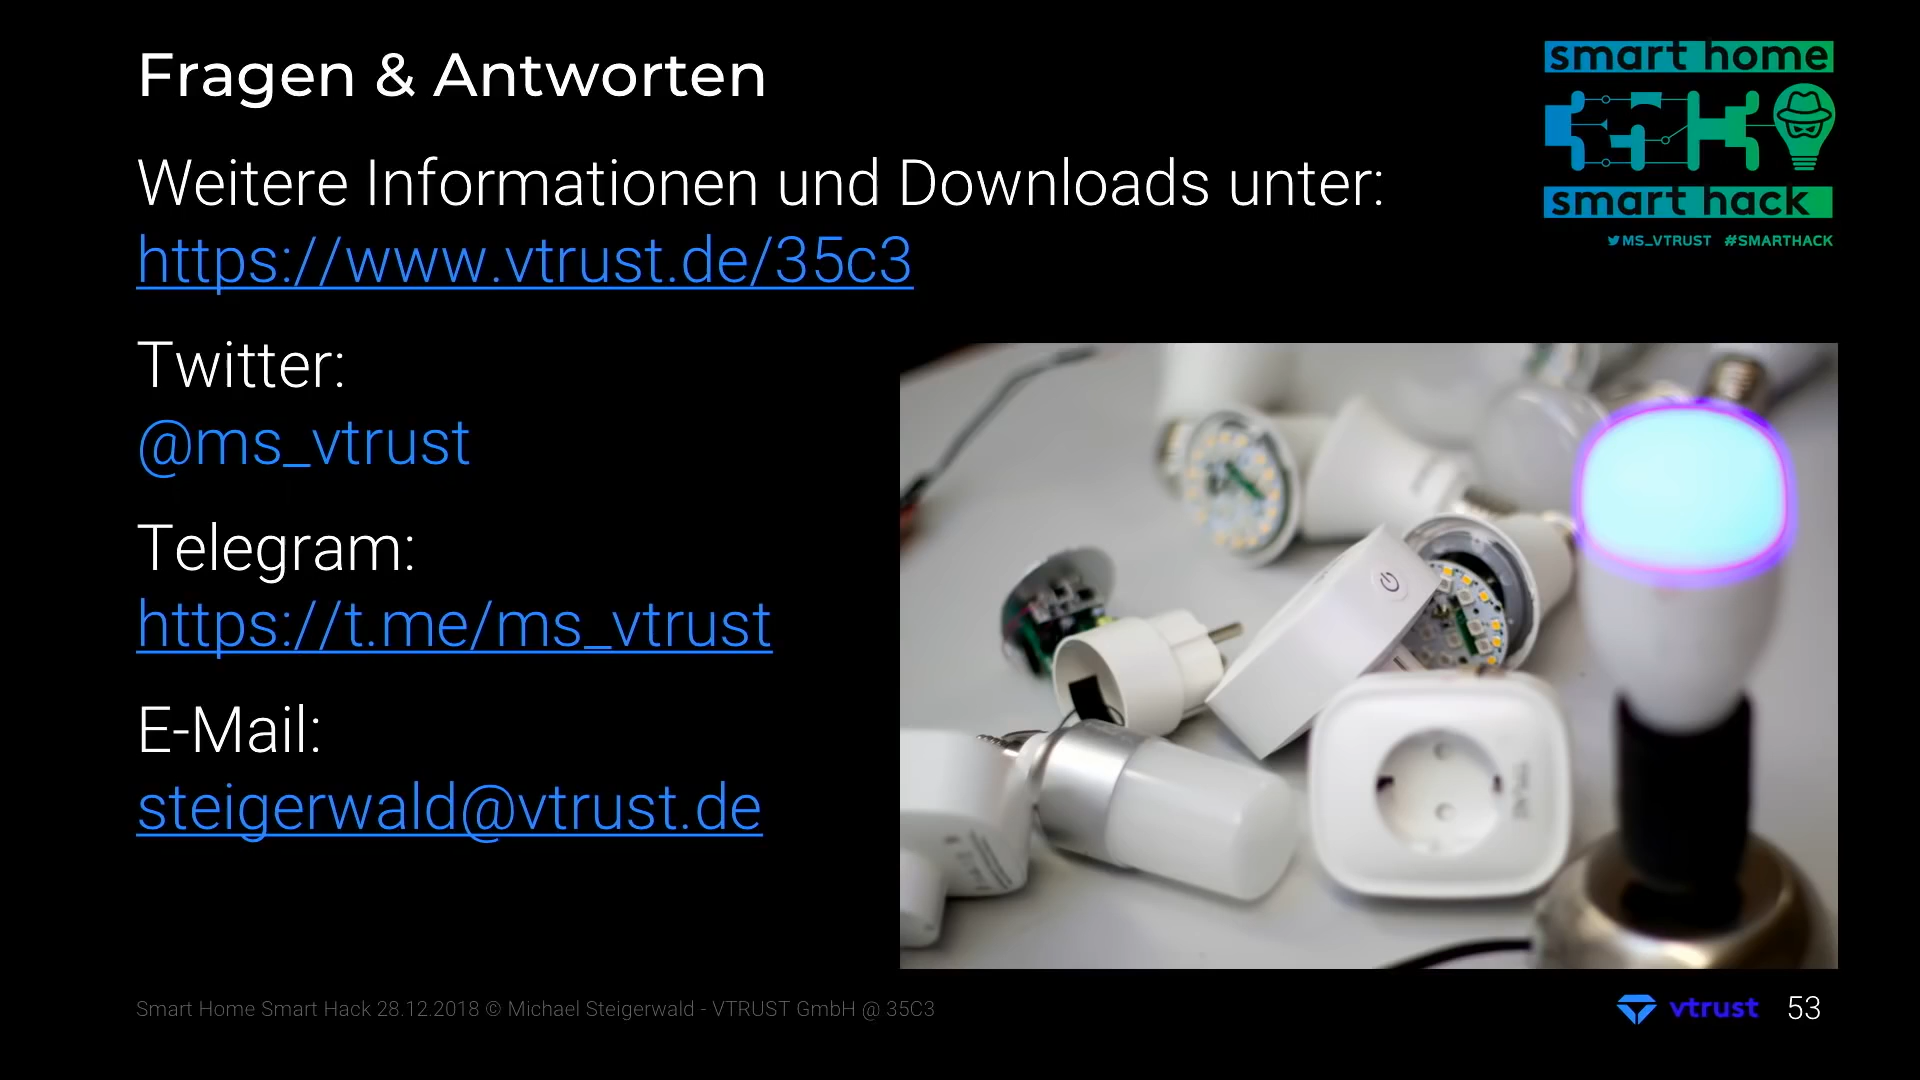 Fragen & Antworten
smart home
smart hack
MS_VTRUST #SMARTHACK
Weitere Informationen und Downloads unter:
https://www.vtrust.de/35c3
Twitter:
@ms_vtrust
Telegram:
https://t.me/ms_vtrust
E-Mail:
steigerwald@vtrust.de
Smart Home Smart Hack 28.12.2018 © Michael Steigerwald - VTRUST GmbH @ 35C3
vtrust 53